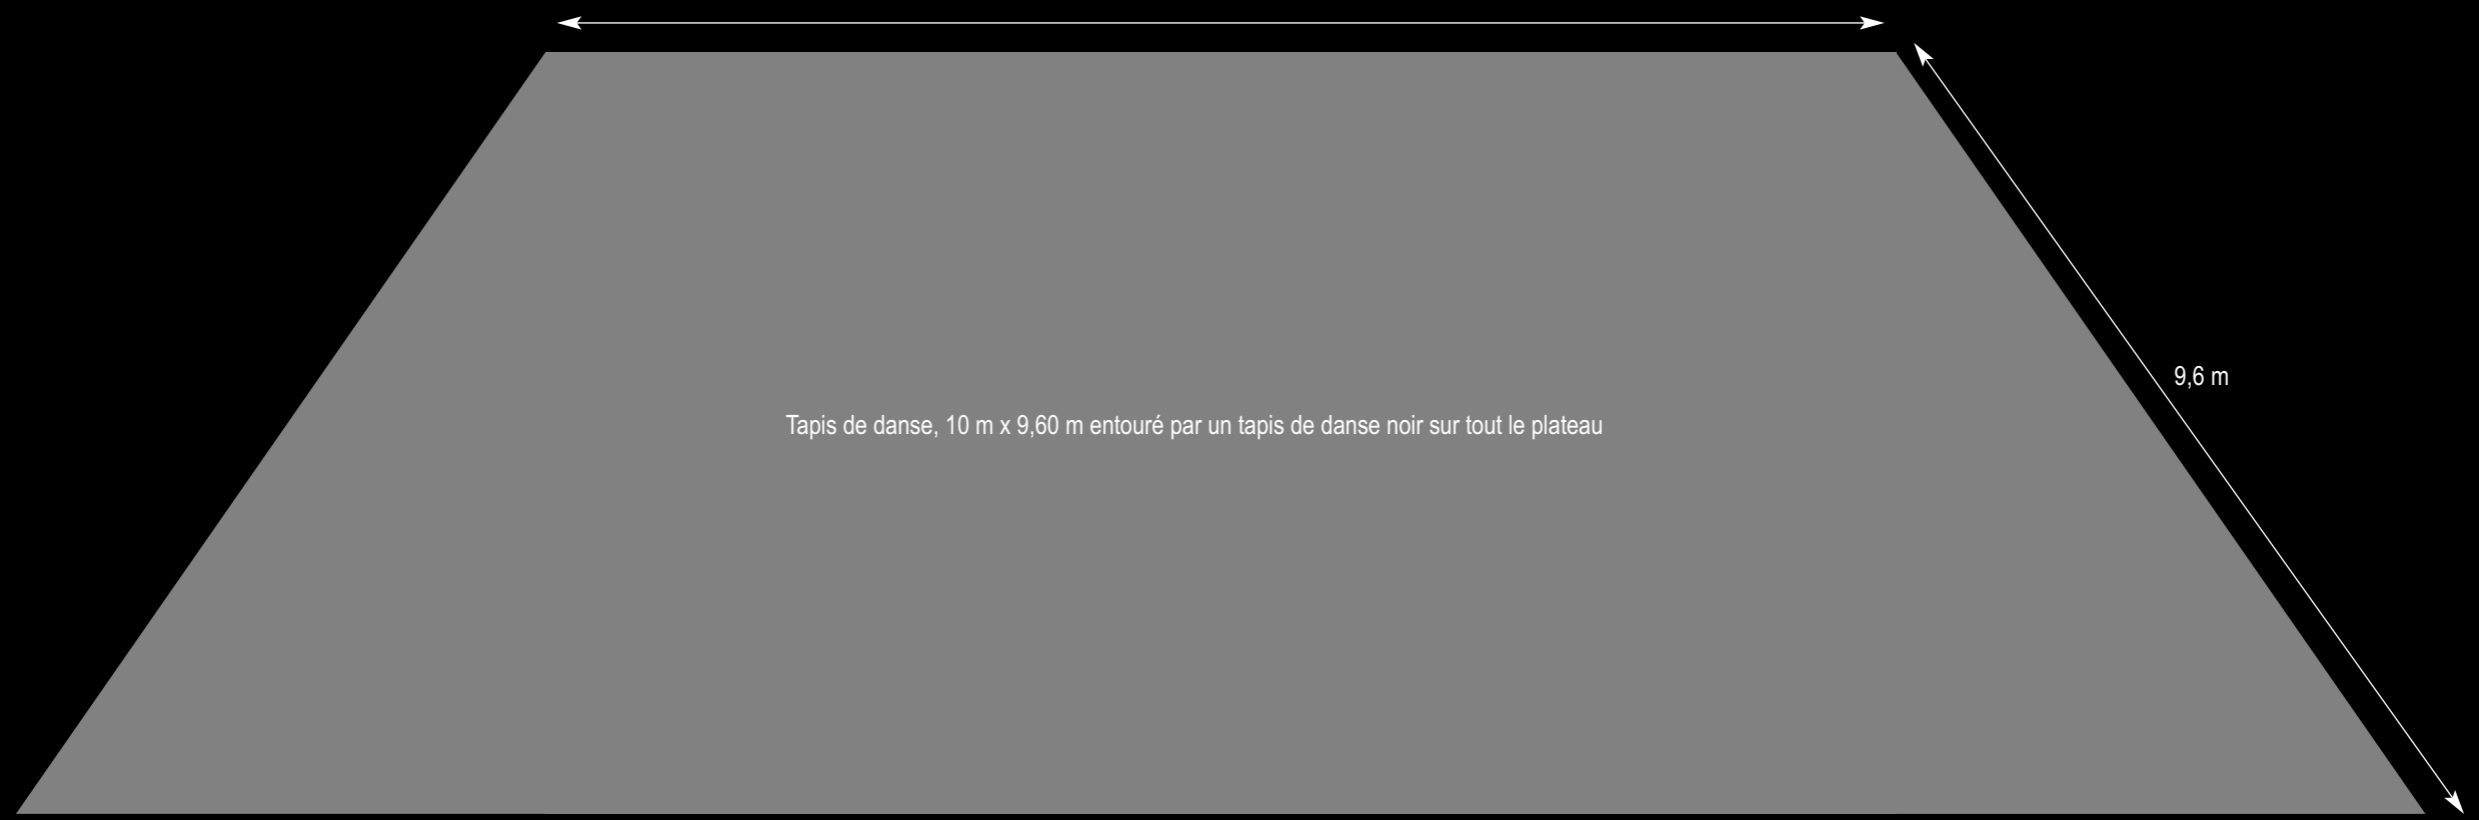 9,6 m
Tapis de danse, 10 m x 9,60 m entouré par un tapis de danse noir sur tout le plateau